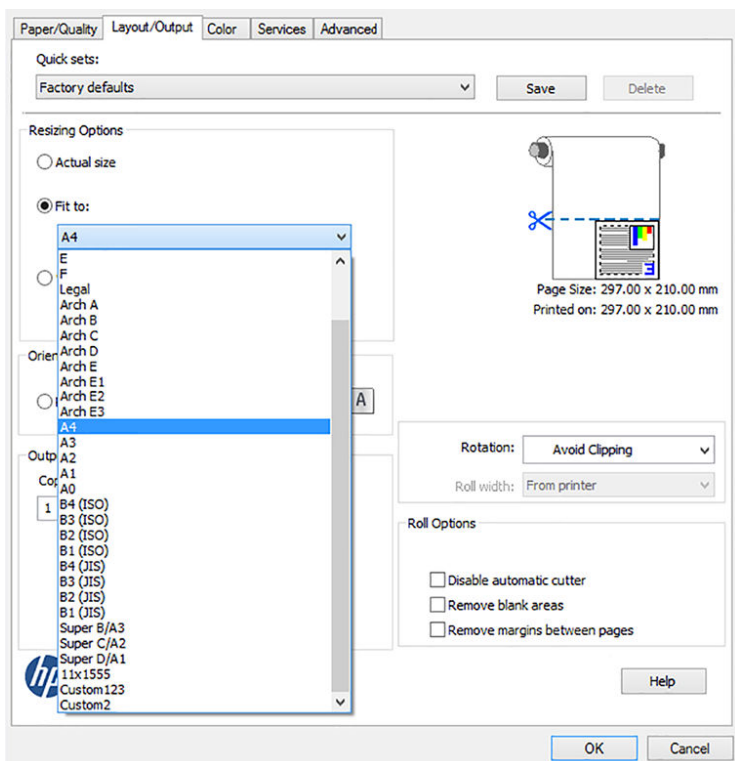 Paper/Quality Layout/Output Color Services Advanced
Quick sets:
Factory defaults Save Delete
Resizing Options
Actual size
Fit to:
A4
E
F
Legal
Arch A
Arch B
Arch C
Arch D
Arch E
Arch E1
Arch E2
Arch E3
A4
A3
A2
A1
A0
B4 (ISO)
B3 (ISO)
B2 (ISO)
B1 (ISO)
B4 (JIS)
B3 (JIS)
B2 (JIS)
B1 (JIS)
Super B/A3
Super C/A2
Super D/A1
11x1555
Custom123
Custom2
Orien
A
Outp
Cop
1
hp
Page Size: 297.00 x 210.00 mm
Printed on: 297.00 x 210.00 mm
Rotation: Avoid Clipping
Roll width: From printer
Roll Options
Disable automatic cutter
Remove blank areas
Remove margins between pages
Help
OK Cancel